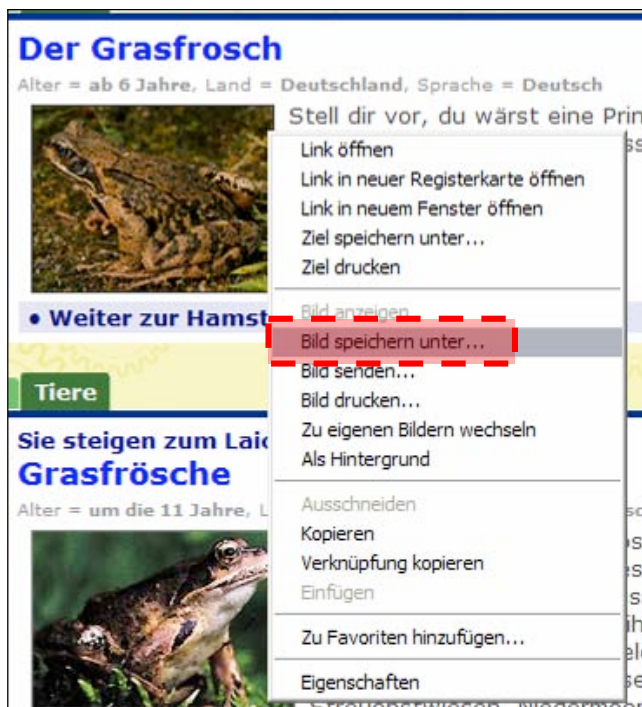 Der Grasfrosch
Alter = ab 6 Jahre, Land = Deutschland, Sprache = Deutsch
Stell dir vor, du wärst eine
Link öffnen
Link in neuer Registerkarte öffnen
Link in neuem Fenster öffnen
Ziel speichern unter...
Ziel drucken
Bild anzeigen
• Weiter zur
Bild speichern unter...
Bild senden...
Bild drucken...
Zu eigenen Bildern wechseln
Als Hintergrund
Tiere
Sie steigen zum
Grasfrösche
Alter = um die 11 Jahre,
Ausschneiden
Kopieren
Verknüpfung kopieren
Einfügen
Zu Favoriten hinzufügen...
Eigenschaften